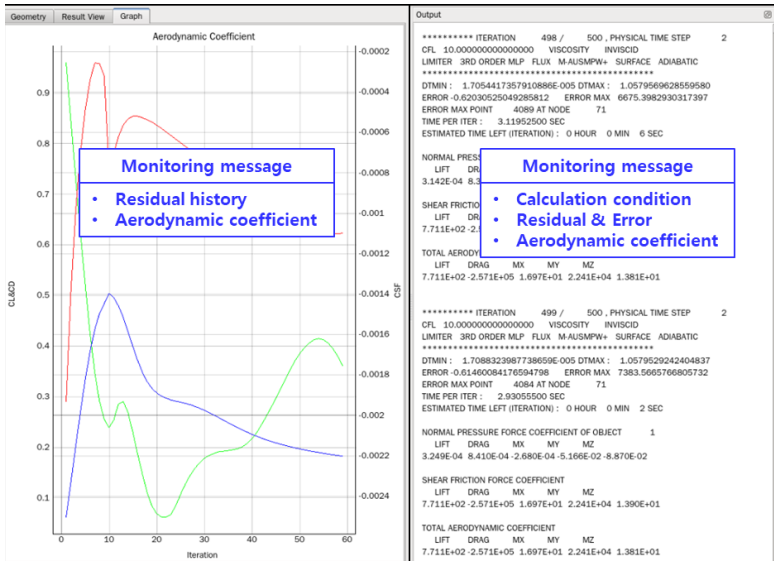 Geometry Result View Graph
Aerodynamic Coefficient
CL&CD
0.9
0.8
0.7
0.6
0.5
0.4
0.3
0.2
0.1
-0.0002
-0.0004
-0.0006
-0.0008
-0.001
-0.0012
-0.0014
-0.0016
-0.0018
-0.002
-0.0022
-0.0024
CSF
0 10 20 30 40 50 60
Iteration
Monitoring message
• Residual history
• Aerodynamic coefficient
Output
********** ITERATION 498 / 500 , PHYSICAL TIME STEP 2
CFL 10.000000000000000 VISCOSITY INVISCID
LIMITER 3RD ORDER MLP FLUX M-AUSMPW+ SURFACE ADIABATIC
********************************************
DTMIN : 1.7054417357910886E-005 DTMAX : 1.0579569628559580
ERROR -0.62030525049285812 ERROR MAX 6675.3982930317397
ERROR MAX POINT 4089 AT NODE 71
TIME PER ITER : 3.11952500 SEC
ESTIMATED TIME LEFT (ITERATION) : 0 HOUR 0 MIN 6 SEC
NORMAL PRESS
LIFT DR
3.142E-04 8.3
SHEAR FRICTION
LIFT DR
7.711E+02 -2.5
Monitoring message
• Calculation condition
• Residual & Error
• Aerodynamic coefficient
TOTAL AERODY
LIFT DRAG MX MY MZ
7.711E+02 -2.571E+05 1.697E+01 2.241E+04 1.381E+01
********** ITERATION 499 / 500 , PHYSICAL TIME STEP 2
CFL 10.000000000000000 VISCOSITY INVISCID
LIMITER 3RD ORDER MLP FLUX M-AUSMPW+ SURFACE ADIABATIC
********************************************
DTMIN : 1.7088323987738659E-005 DTMAX : 1.0579529242404837
ERROR -0.61460084176594798 ERROR MAX 7383.5665766805732
ERROR MAX POINT 4084 AT NODE 71
TIME PER ITER : 2.93055500 SEC
ESTIMATED TIME LEFT (ITERATION) : 0 HOUR 0 MIN 2 SEC
NORMAL PRESSURE FORCE COEFFICIENT OF OBJECT 1
LIFT DRAG MX MY MZ
3.249E-04 8.410E-04 -2.680E-04 -5.166E-02 -8.870E-02
SHEAR FRICTION FORCE COEFFICIENT
LIFT DRAG MX MY MZ
7.711E+02 -2.571E+05 1.697E+01 2.241E+04 1.390E+01
TOTAL AERODYNAMIC COEFFICIENT
LIFT DRAG MX MY MZ
7.711E+02 -2.571E+05 1.697E+01 2.241E+04 1.381E+01